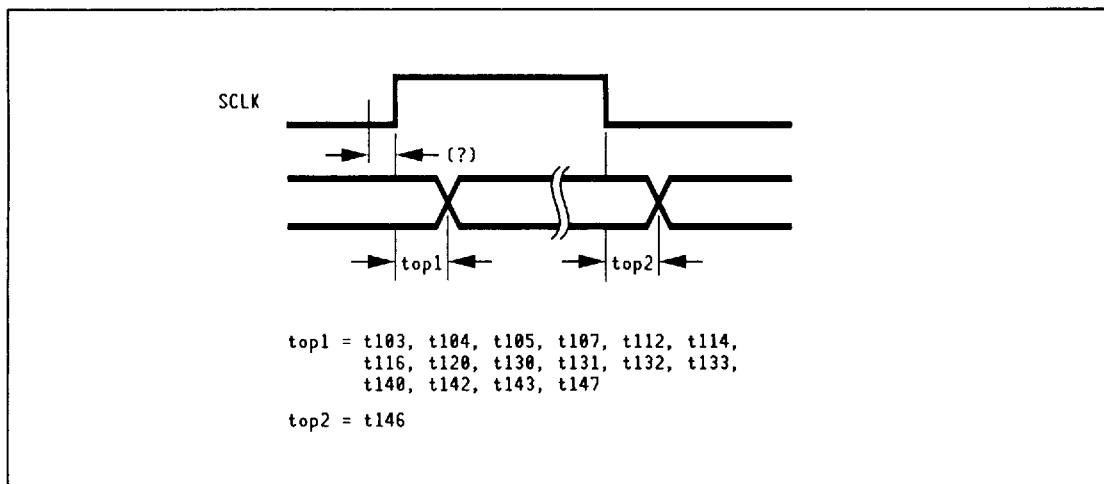 SCLK
(?)
top1
top2
top1 = t103, t104, t105, t107, t112, t114,
t116, t120, t130, t131, t132, t133,
t140, t142, t143, t147
top2 = t146